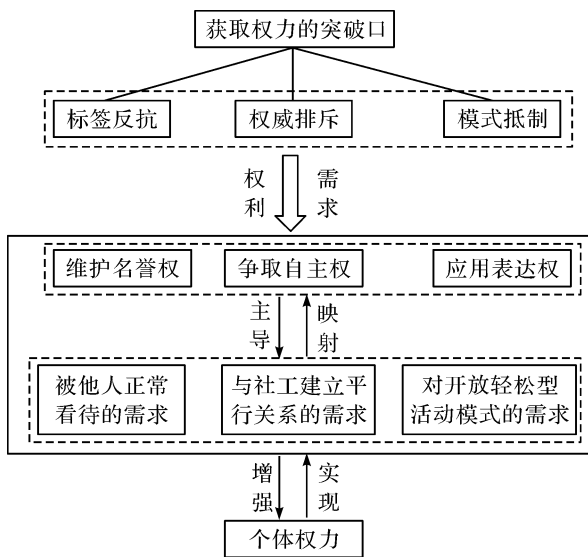 获取权力的突破口
标签反抗 权威排斥 模式抵制
权利 需求
维护名誉权 争取自主权 应用表达权
主导 映射
被他人正常 与社工建立平 对开放轻松型
看待的需求 行关系的需求 活动模式的需求
增强 实现
个体权力